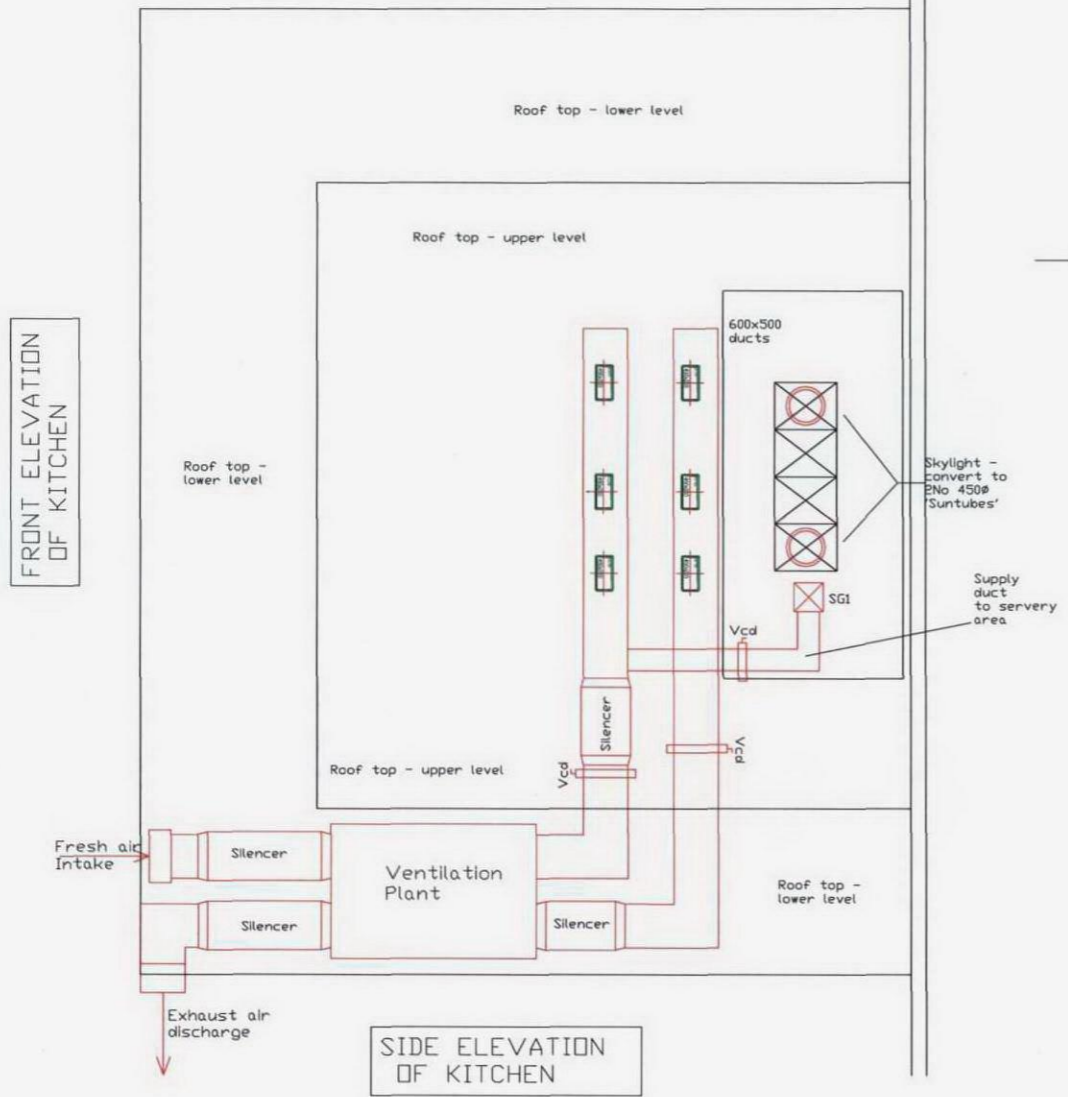 Roof top - lower level
Roof top - upper level
600x500
ducts
FRONT ELEVATION
OF KITCHEN
Roof top -
lower level
Skylight -
convert to
2No 450ø
'Suntubes'
SG1
Supply
duct
to servery
area
Vcd
Silencer
Vcd
Vcd
Roof top - upper level
Fresh air
Intake
Silencer
Ventilation
Plant
Roof top -
lower level
Silencer
Silencer
Exhaust air
discharge
SIDE ELEVATION
OF KITCHEN